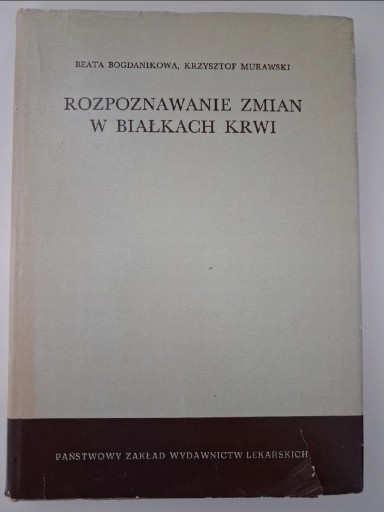 BEATA BOGDANIKOWA, KRZYSZTOF MURAWSKI
ROZPOZNAWANIE ZMIAN
W BIAŁKACH KRWI
PAŃSTWOWY ZAKŁAD WYDAWNICTW LEKARSKICH